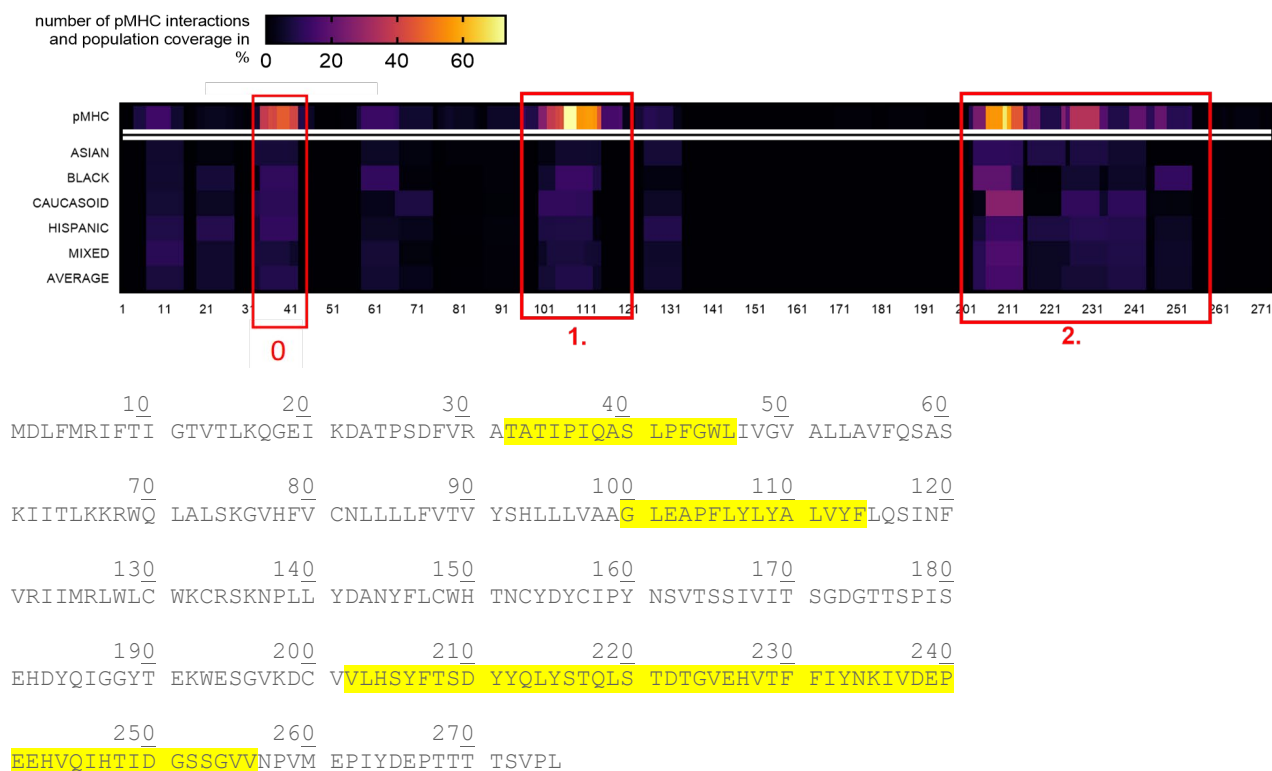 number of pMHC interactions
and population coverage in
%
0 20 40 60
pMHC
ASIAN
BLACK
CAUCASOID
HISPANIC
MIXED
AVERAGE
1 11 21 31 41 51 61 71 81 91 101 111 121 131 141 151 161 171 181 191 201 211 221 231 241 251 261 271
0 1. 2.
10 20 30 40 50 60
MDLFMRIFTI GTVTLKQGEI KDATPSDFVR ATATIPIQAS LPFGWLIVGV ALLAVFQSAS
70 80 90 100 110 120
KIITLKKRWQ LALSKGVHFV CNLLLLFVTV YSHLLLVAAG LEAPFLYLYA LVYFLQSINF
130 140 150 160 170 180
VRIIMRLWLC WKCRSKNPLL YDANYFLCWH TNCYDYCIPY NSVTSSIVIT SGDGTTSPIS
190 200 210 220 230 240
EHDYQIGGYT EKWESGVKDC VVLHSYFTSD YYQLYSTQLS TDTGVEHVTF FIYNKIVDEP
250 260 270
EEHVQIHTID GSSGVVNPVM EPIYDEPTTT TSVPL